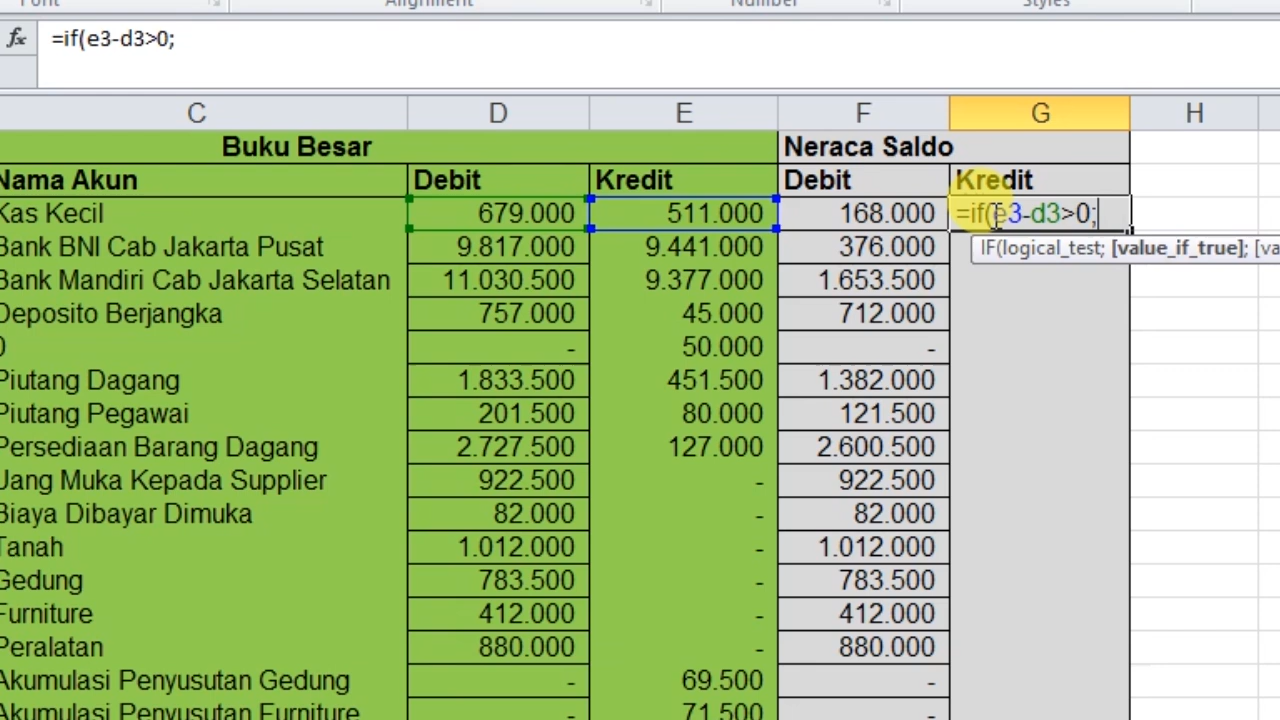 Font Alignment Number Styles
fx =if(e3-d3>0;
C D E F G H
Buku Besar Neraca Saldo
Nama Akun Debit Kredit Debit Kredit
Kas Kecil 679.000 511.000 168.000 =if(e3-d3>0;
Bank BNI Cab Jakarta Pusat 9.817.000 9.441.000 376.000
IF(logical_test; [value_if_true]; [va
Bank Mandiri Cab Jakarta Selatan 11.030.500 9.377.000 1.653.500
Deposito Berjangka 757.000 45.000 712.000
0 - 50.000 -
Piutang Dagang 1.833.500 451.500 1.382.000
Piutang Pegawai 201.500 80.000 121.500
Persediaan Barang Dagang 2.727.500 127.000 2.600.500
Uang Muka Kepada Supplier 922.500 - 922.500
Biaya Dibayar Dimuka 82.000 - 82.000
Tanah 1.012.000 - 1.012.000
Gedung 783.500 - 783.500
Furniture 412.000 - 412.000
Peralatan 880.000 - 880.000
Akumulasi Penyusutan Gedung - 69.500 -
Akumulasi Penyusutan Furniture - 71.500 -